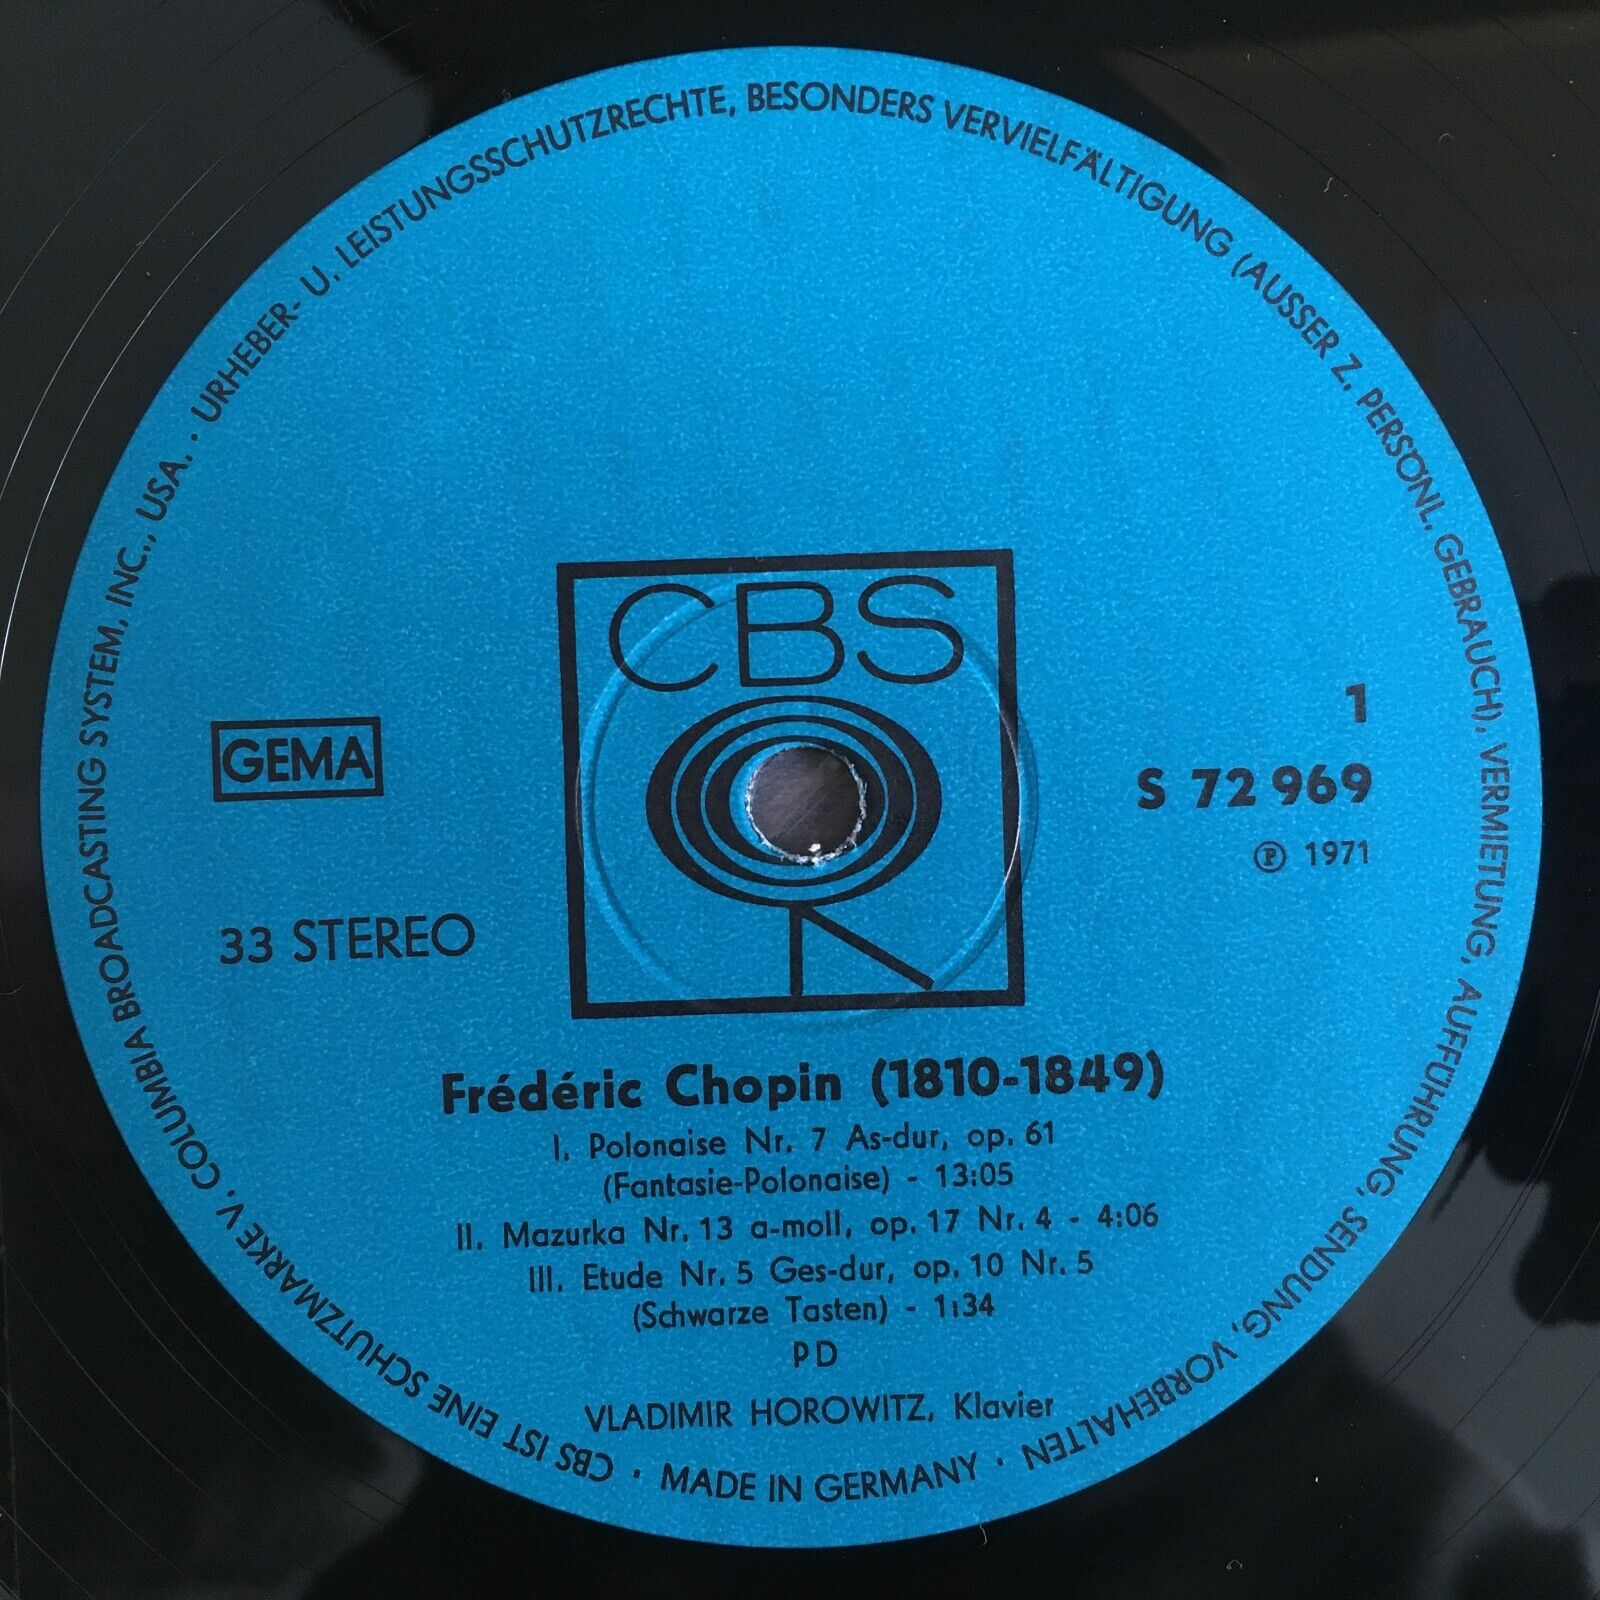 URHEBER- U. LEISTUNGSSCHUTZRECHTE, BESONDERS VERVIELFÄLTIGUNG (AUSSER Z. PERSÖNL. GEBRAUCH), VERMIETUNG, AUFFÜHRUNG, SENDUNG, VORBEHALTEN · MADE IN GERMANY · CBS IST EINE SCHUTZMARKE V. COLUMBIA BROADCASTING SYSTEM, INC., USA. ·
CBS
GEMA
1
S 72 969
℗ 1971
33 STEREO
Frédéric Chopin (1810-1849)
I. Polonaise Nr. 7 As-dur, op. 61
(Fantasie-Polonaise) - 13:05
II. Mazurka Nr. 13 a-moll, op. 17 Nr. 4 - 4:06
III. Etude Nr. 5 Ges-dur, op. 10 Nr. 5
(Schwarze Tasten) - 1:34
PD
VLADIMIR HOROWITZ, Klavier